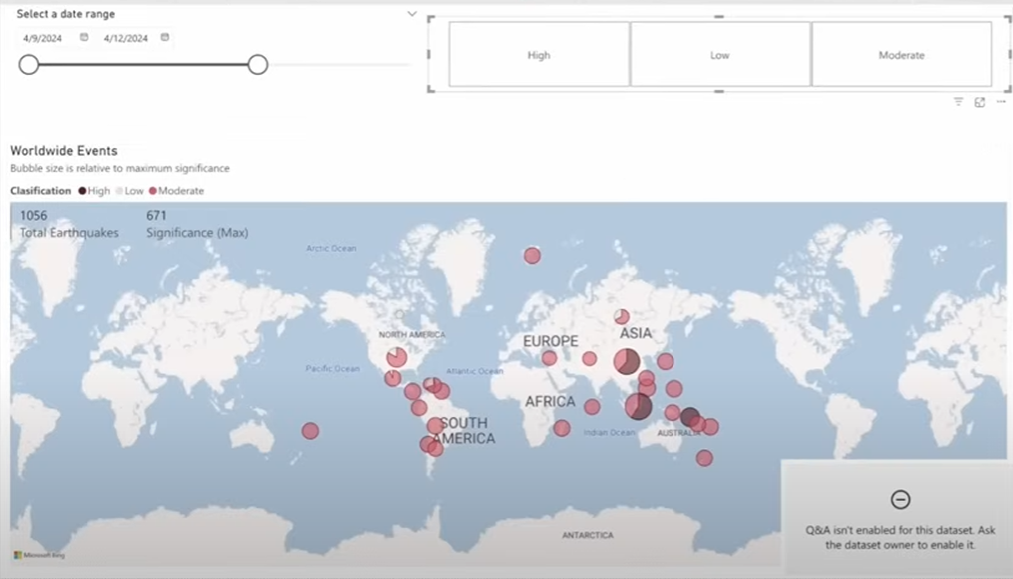 Select a date range
4/9/2024 4/12/2024
High Low Moderate
Worldwide Events
Bubble size is relative to maximum significance
Clasification High Low Moderate
1056 671
Total Earthquakes Significance (Max)
Arctic Ocean
NORTH AMERICA
EUROPE
ASIA
Pacific Ocean
Atlantic Ocean
AFRICA
SOUTH
AMERICA
Indian Ocean
AUSTRALIA
ANTARCTICA
Q&A isn't enabled for this dataset. Ask
the dataset owner to enable it.
Microsoft Bing